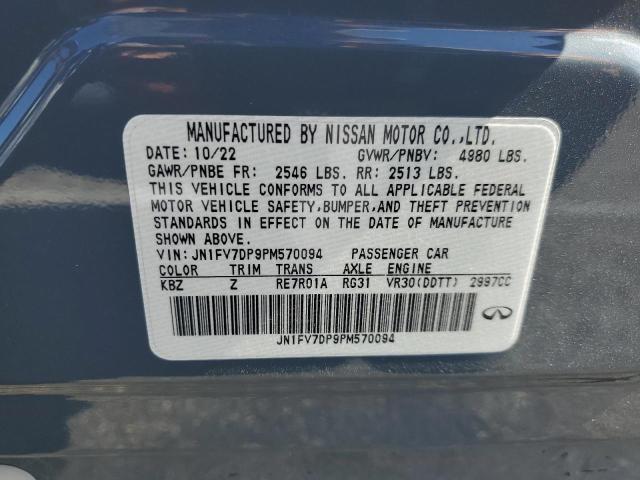 MANUFACTURED BY NISSAN MOTOR CO.,LTD.
DATE: 10/22 GVWR/PNBV: 4980 LBS.
GAWR/PNBE FR: 2546 LBS. RR: 2513 LBS.
THIS VEHICLE CONFORMS TO ALL APPLICABLE FEDERAL
MOTOR VEHICLE SAFETY,BUMPER,AND THEFT PREVENTION
STANDARDS IN EFFECT ON THE DATE OF MANUFACTURE
SHOWN ABOVE.
VIN: JN1FV7DP9PM570094 PASSENGER CAR
COLOR TRIM TRANS AXLE ENGINE
KBZ Z RE7R01A RG31 VR30(DDTT) 2997CC
JN1FV7DP9PM570094